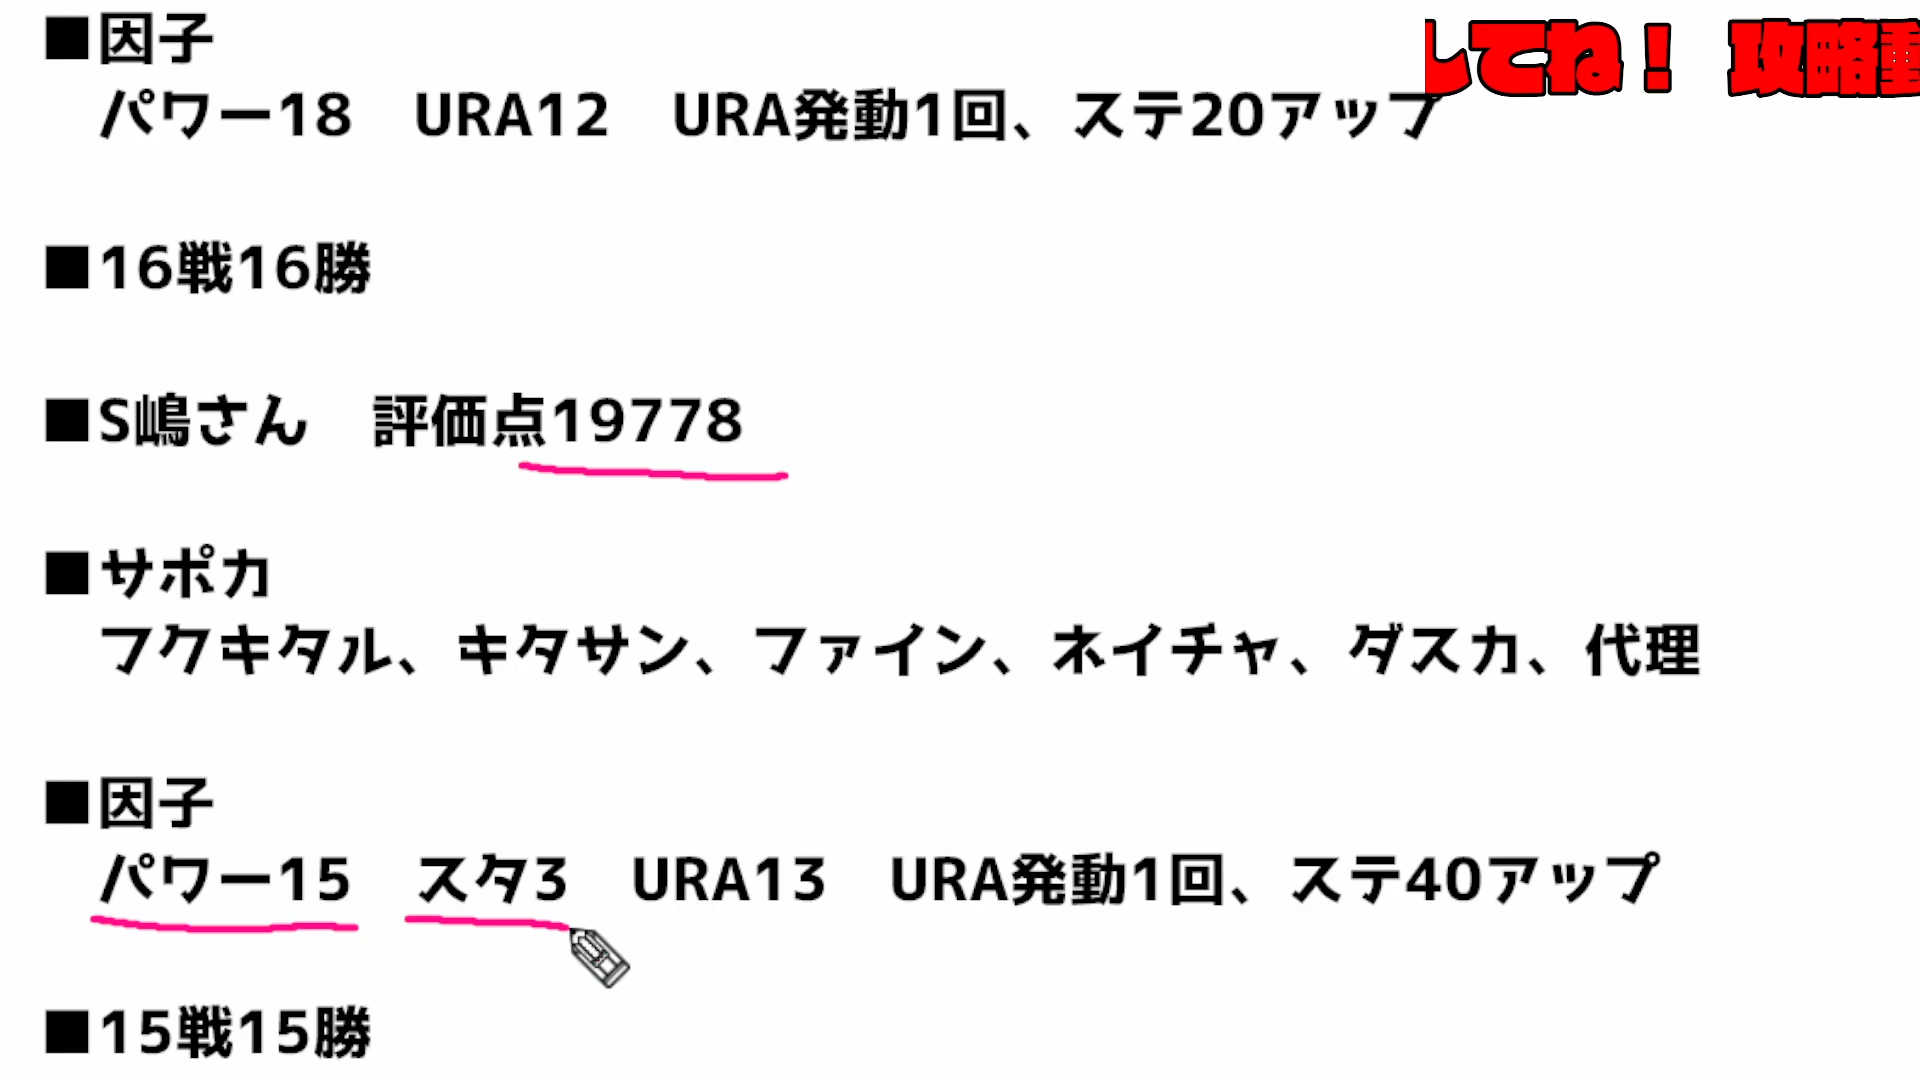 ■因子
してね！ 攻略動
パワー18　URA12　URA発動1回、ステ20アップ
■16戦16勝
■S嶋さん　評価点19778
■サポカ
フクキタル、キタサン、ファイン、ネイチャ、ダスカ、代理
■因子
パワー15　スタ3　URA13　URA発動1回、ステ40アップ
■15戦15勝